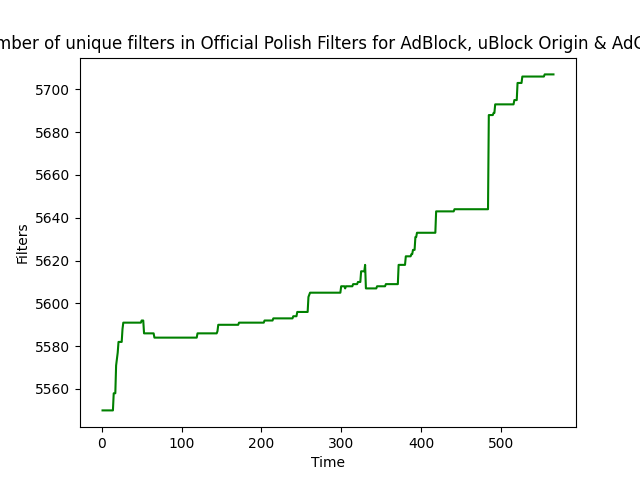 mber of unique filters in Official Polish Filters for AdBlock, uBlock Origin & AdG
5700
5680
5660
5640
5620
5600
5580
5560
Filters
0 100 200 300 400 500
Time